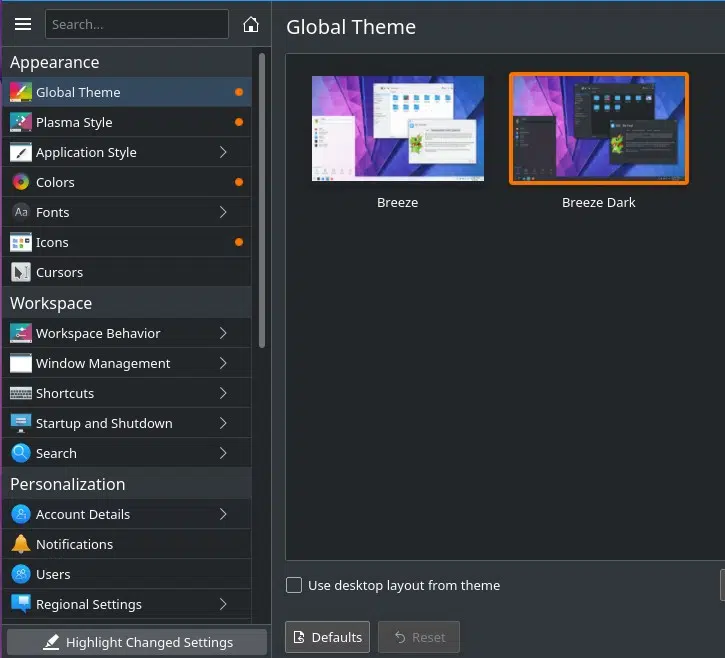 Search...
Appearance
Global Theme
Plasma Style
Application Style
Colors
Aa Fonts
Icons
Cursors
Workspace
Workspace Behavior
Window Management
Shortcuts
Startup and Shutdown
Search
Personalization
Account Details
Notifications
Users
Regional Settings
Highlight Changed Settings
Global Theme
Breeze
Breeze Dark
Use desktop layout from theme
Defaults
Reset